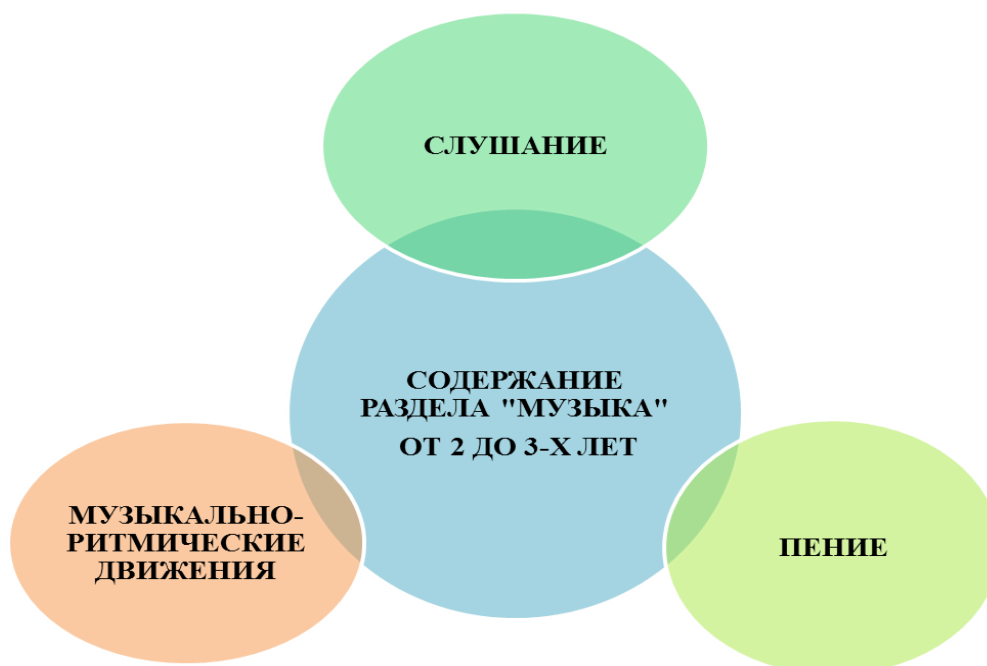 СЛУШАНИЕ
СОДЕРЖАНИЕ
РАЗДЕЛА "МУЗЫКА"
ОТ 2 ДО 3-Х ЛЕТ
МУЗЫКАЛЬНО-
РИТМИЧЕСКИЕ
ДВИЖЕНИЯ
ПЕНИЕ